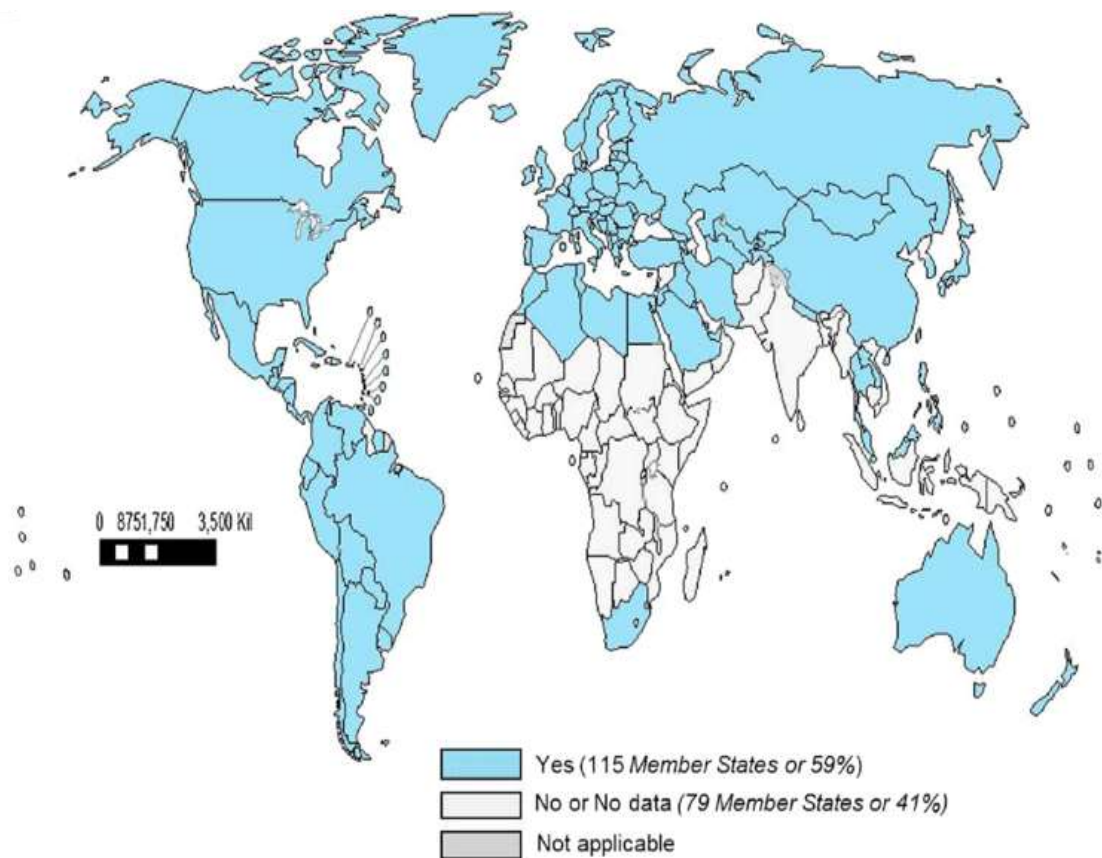 0 8751,750 3,500 Kil
Yes (115 Member States or 59%)
No or No data (79 Member States or 41%)
Not applicable